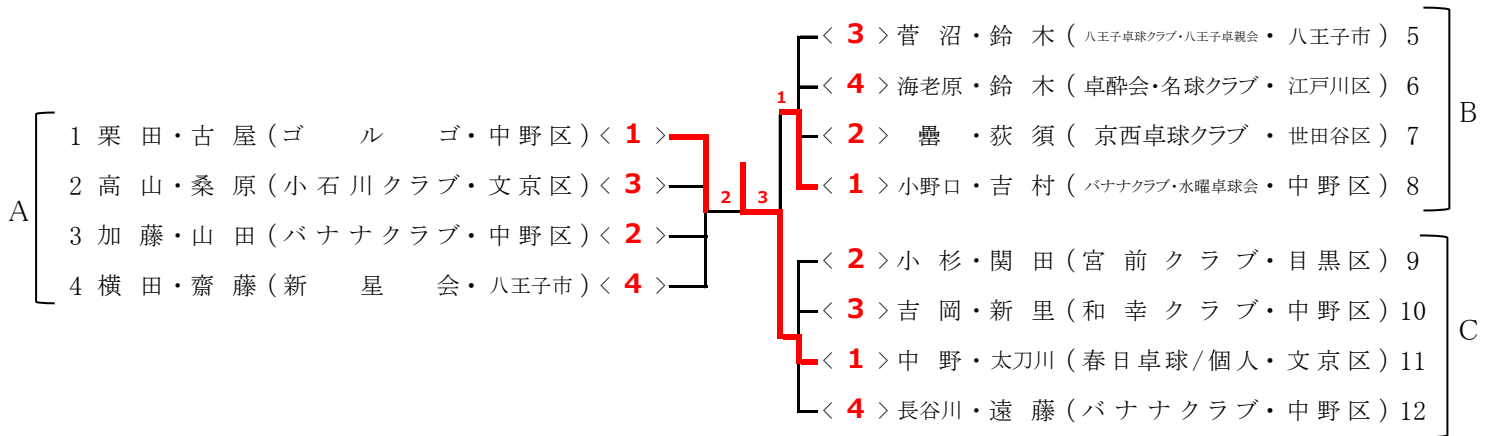 A
1 栗田・古屋(ゴルゴ・中野区)< 1 >
2 高山・桑原(小石川クラブ・文京区)< 3 >
3 加藤・山田(バナナクラブ・中野区)< 2 >
4 横田・齋藤(新星会・八王子市)< 4 >
2
3
1
< 3 >菅沼・鈴木(八王子卓球クラブ・八王子卓親会・八王子市)5
< 4 >海老原・鈴木(卓酔会・名球クラブ・江戸川区)6
< 2 >罍・荻須(京西卓球クラブ・世田谷区)7
< 1 >小野口・吉村(バナナクラブ・水曜卓球会・中野区)8
B
< 2 >小杉・関田(宮前クラブ・目黒区)9
< 3 >吉岡・新里(和幸クラブ・中野区)10
< 1 >中野・太刀川(春日卓球/個人・文京区)11
< 4 >長谷川・遠藤(バナナクラブ・中野区)12
C